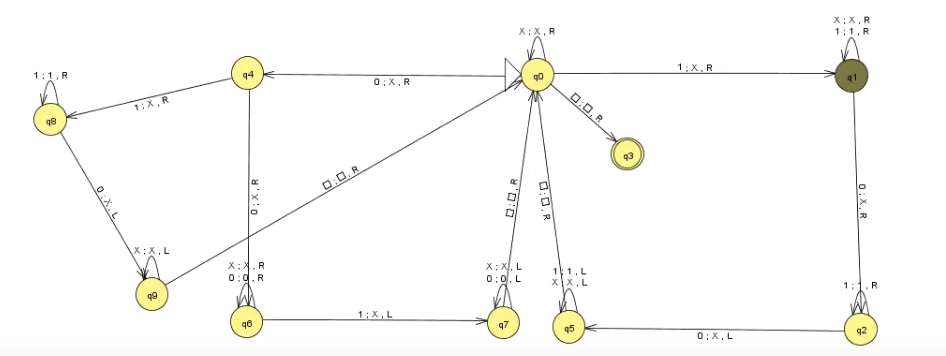 X ; X , R
X ; X , R
1 ; 1 , R
q4
q0
q1
1 ; 1 , R
0 ; X , R
1 ; X , R
q8
1 ; X , R
□ ; □ , R
q3
0 ; X , L
□ ; □ , R
0 ; X , R
□ ; □ , R
□ ; □ , R
0 ; X , R
X ; X , L
q9
X ; X , R
0 ; 0 , R
q6
X ; X , L
0 ; 0 , L
q7
1 ; 1 , L
X ; X , L
q5
1 ; 1 , R
q2
1 ; X , L
0 ; X , L